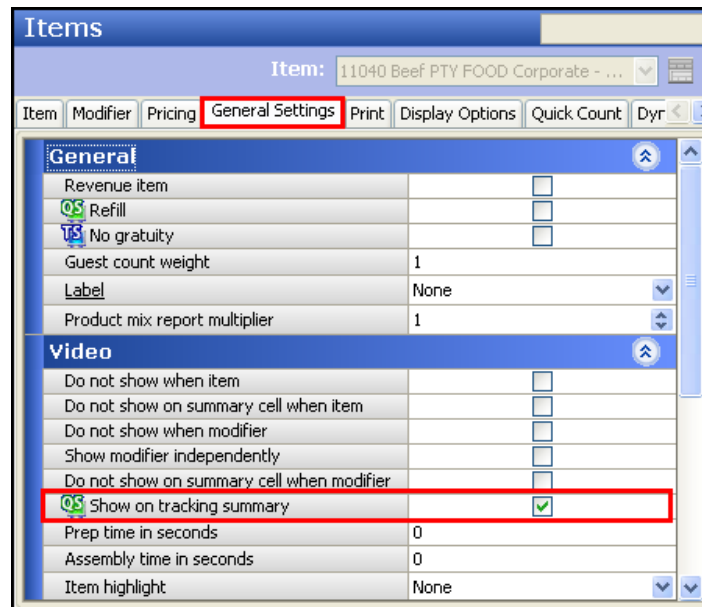 Items
Item: 11040 Beef PTY FOOD Corporate - ...
Item Modifier Pricing General Settings Print Display Options Quick Count Dyr
General
Revenue item
QS Refill
TS No gratuity
Guest count weight 1
Label None
Product mix report multiplier 1
Video
Do not show when item
Do not show on summary cell when item
Do not show when modifier
Show modifier independently
Do not show on summary cell when modifier
QS Show on tracking summary
Prep time in seconds 0
Assembly time in seconds 0
Item highlight None